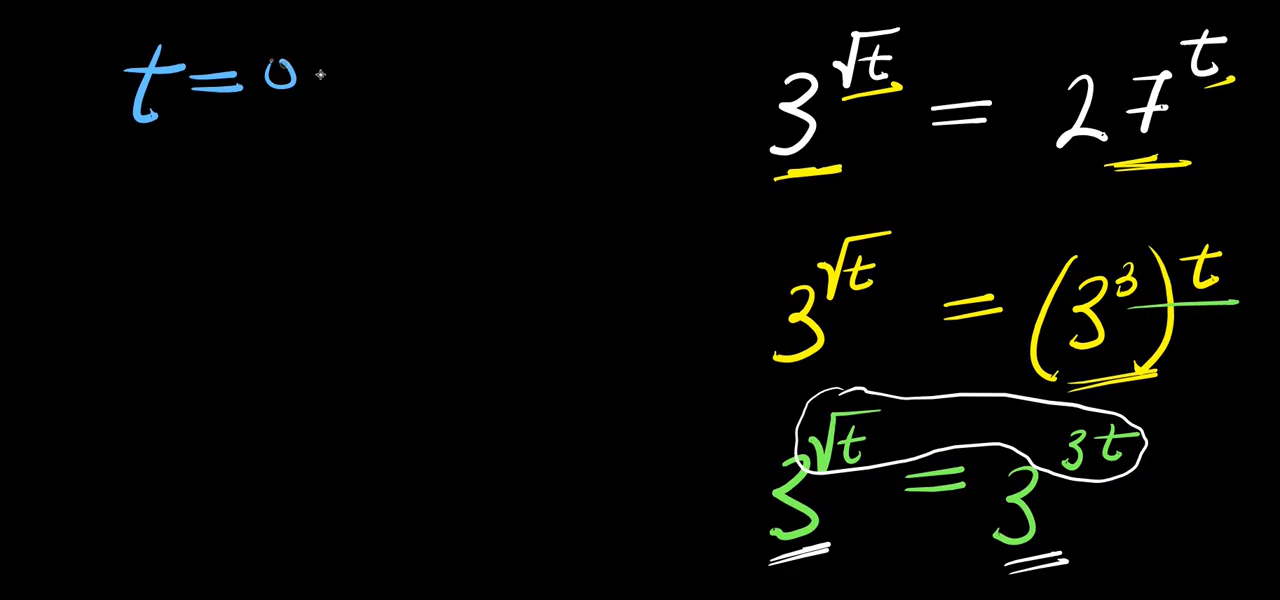 t = 0
3^√t = 27^t
3^√t = (3^3)^t
3^√t = 3^3t